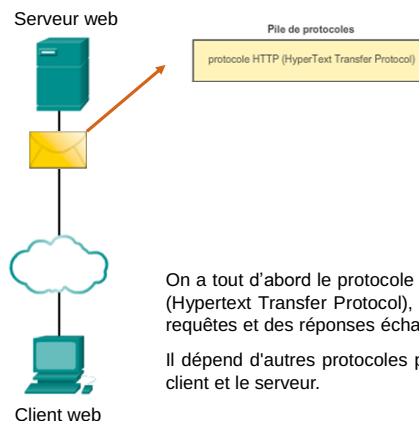 Serveur web
Pile de protocoles
protocole HTTP (HyperText Transfer Protocol)
On a tout d'abord le protocole
(Hypertext Transfer Protocol),
requêtes et des réponses
Il dépend d'autres protocoles
client et le serveur.
Client web